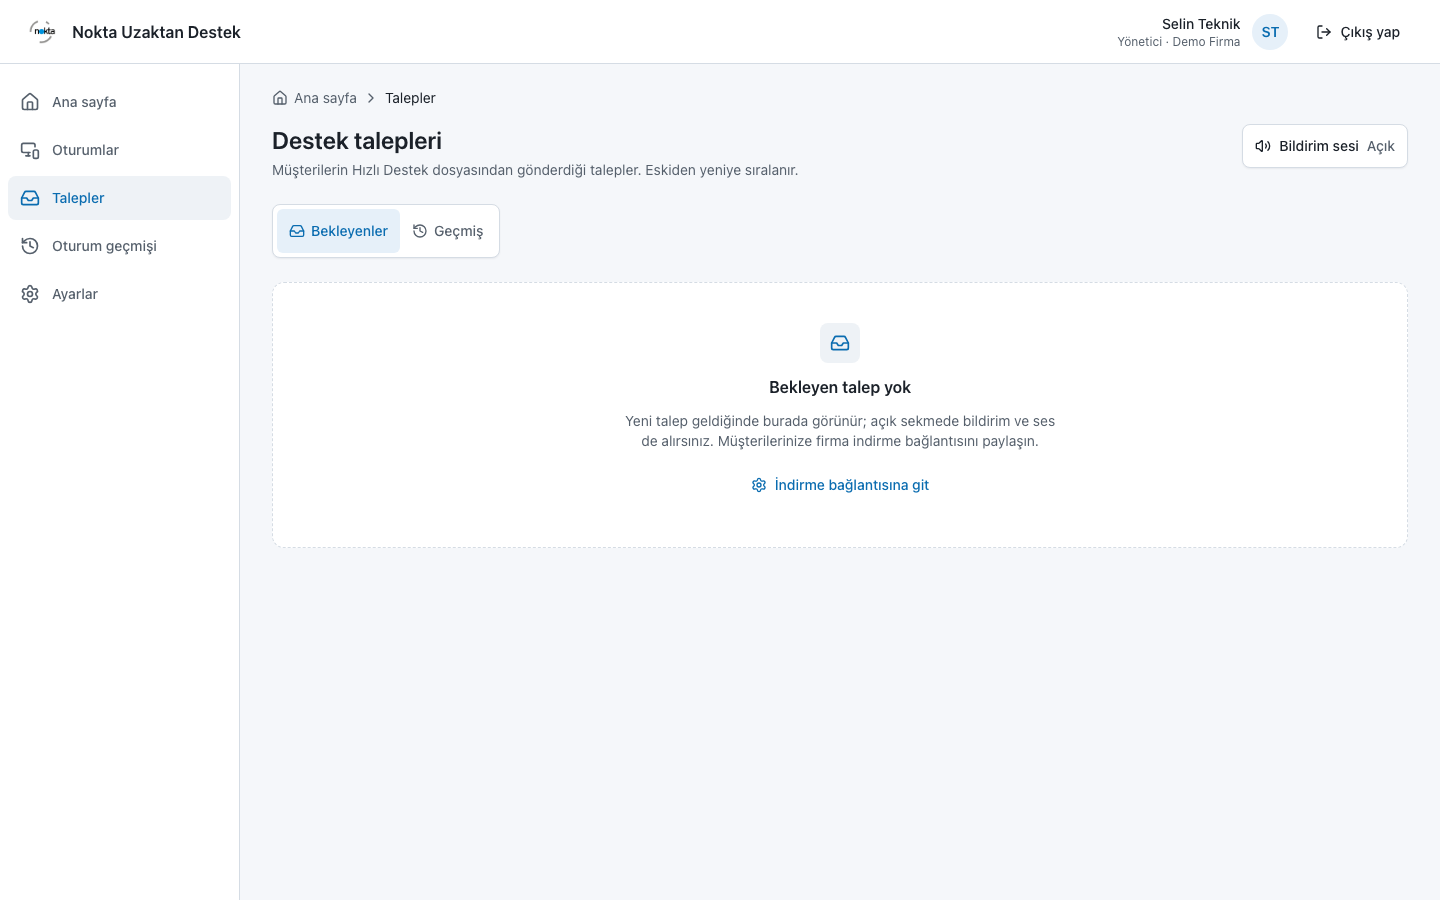 nokta
Nokta Uzaktan Destek
Selin Teknik
Yönetici · Demo Firma
ST
Çıkış yap
Ana sayfa
Oturumlar
Talepler
Oturum geçmişi
Ayarlar
Ana sayfa > Talepler
Destek talepleri
Müşterilerin Hızlı Destek dosyasından gönderdiği talepler. Eskiden yeniye sıralanır.
Bildirim sesi Açık
Bekleyenler
Geçmiş
Bekleyen talep yok
Yeni talep geldiğinde burada görünür; açık sekmede bildirim ve ses
de alırsınız. Müşterilerinize firma indirme bağlantısını paylaşın.
İndirme bağlantısına git